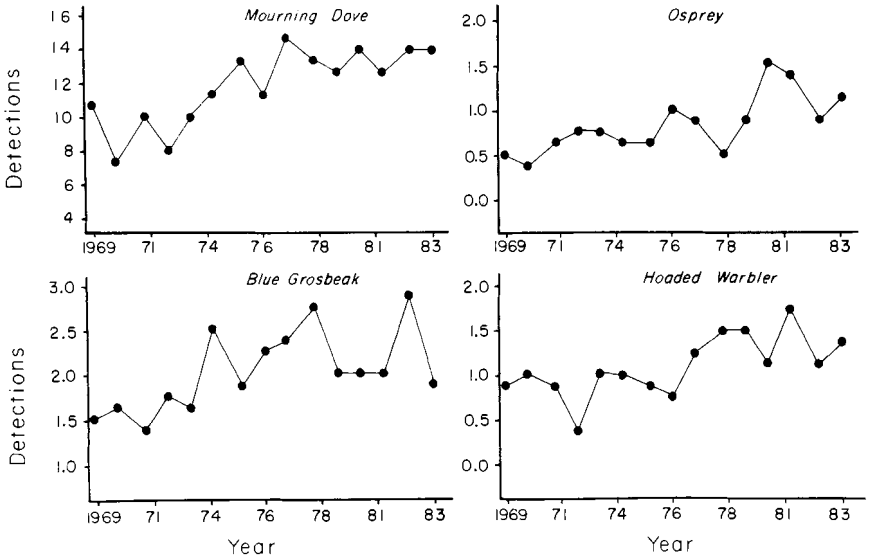 Mourning Dove
Detections
16
14
12
10
8
6
4
1969 71 74 76 78 81 83
Osprey
2.0
1.5
1.0
0.5
0.0
1969 71 74 76 78 81 83
Blue Grosbeak
Detections
3.0
2.5
2.0
1.5
1.0
1969 71 74 76 78 81 83
Year
Hoaded Warbler
2.0
1.5
1.0
0.5
0.0
1969 71 74 76 78 81 83
Year